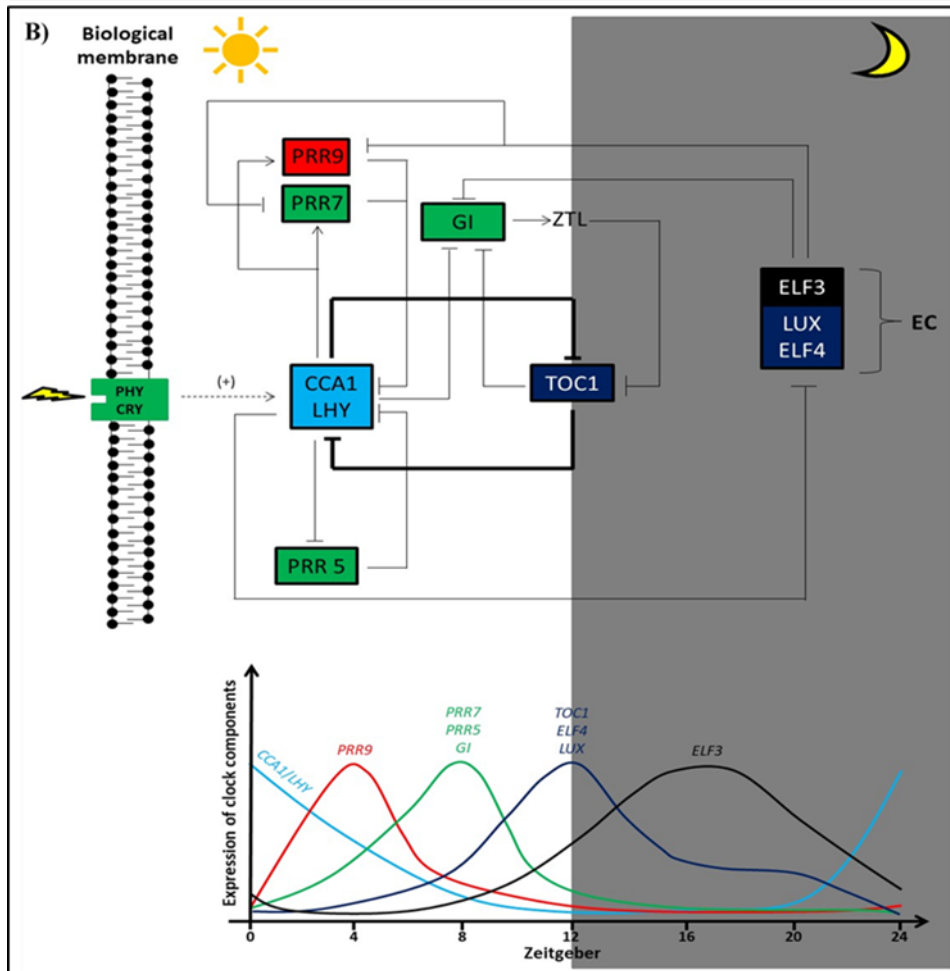 B)
Biological
membrane
PRR9
PRR7
GI
ZTL
ELF3
LUX
ELF4
EC
PHY
CRY
(+)
CCA1
LHY
TOC1
PRR 5
Expression of clock components
CCA1/LHY
PRR9
PRR7
PRR5
GI
TOC1
ELF4
LUX
ELF3
0
4
8
12
16
20
24
Zeitgeber